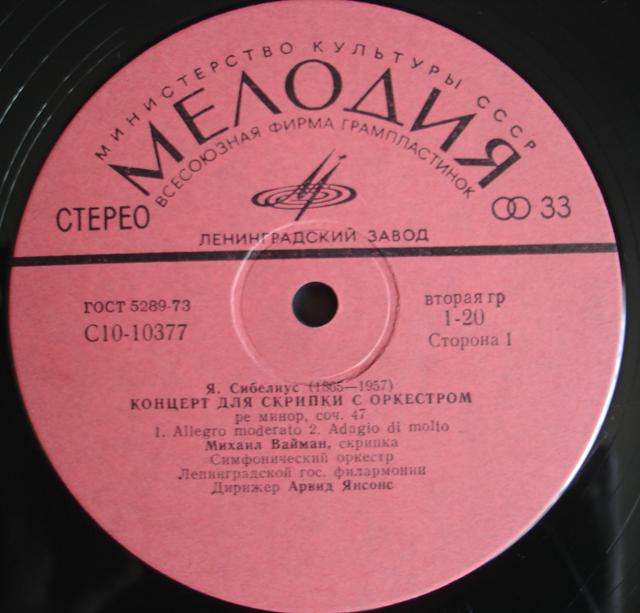 МИНИСТЕРСТВО КУЛЬТУРЫ СССР
МЕЛОДИЯ
ВСЕСОЮЗНАЯ ФИРМА ГРАМПЛАСТИНОК
СТЕРЕО
33
ЛЕНИНГРАДСКИЙ ЗАВОД
ГОСТ 5289-73
С10-10377
вторая гр
1-20
Сторона 1
Я. Сибелиус (1865—1957)
КОНЦЕРТ ДЛЯ СКРИПКИ С ОРКЕСТРОМ
ре минор, соч. 47
1. Allegro moderato 2. Adagio di molto
Михаил Вайман, скрипка
Симфонический оркестр
Ленинградской гос. филармонии
Дирижер Арвид Янсонс